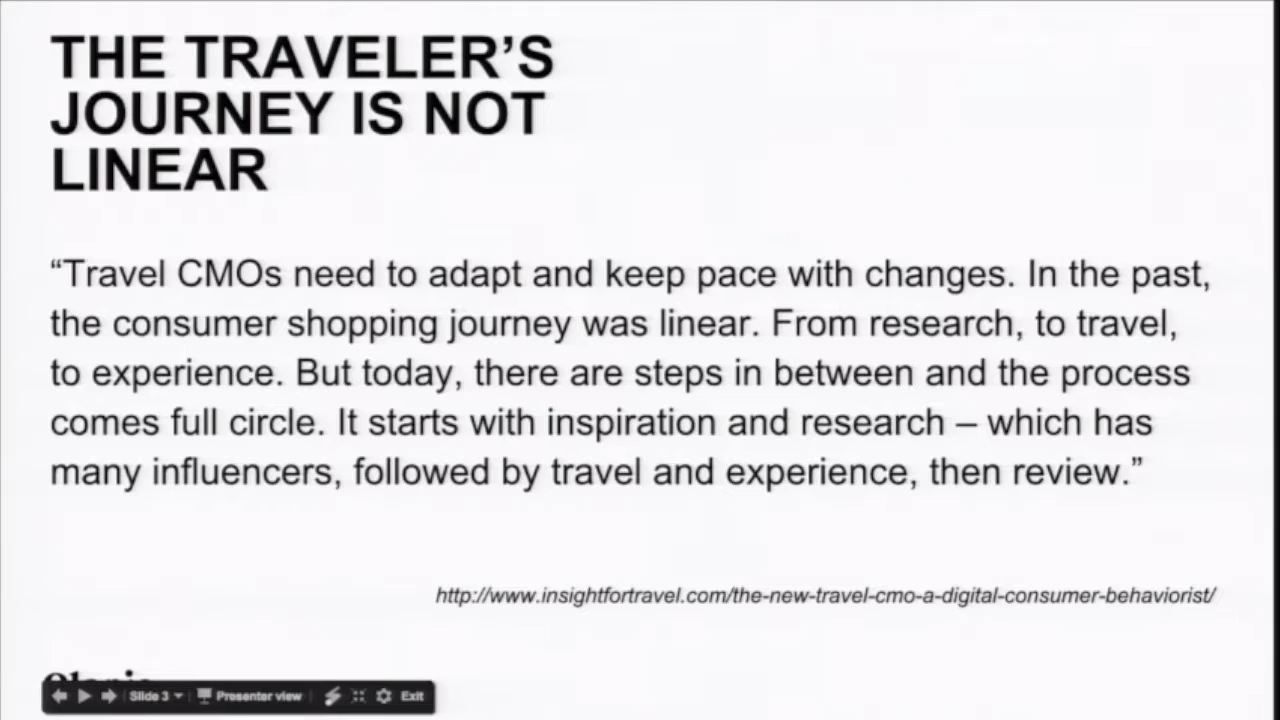 THE TRAVELER’S
JOURNEY IS NOT
LINEAR
“Travel CMOs need to adapt and keep pace with changes. In the past,
the consumer shopping journey was linear. From research, to travel,
to experience. But today, there are steps in between and the process
comes full circle. It starts with inspiration and research – which has
many influencers, followed by travel and experience, then review.”
http://www.insightfortravel.com/the-new-travel-cmo-a-digital-consumer-behaviorist/
Slide 3 Presenter view Exit